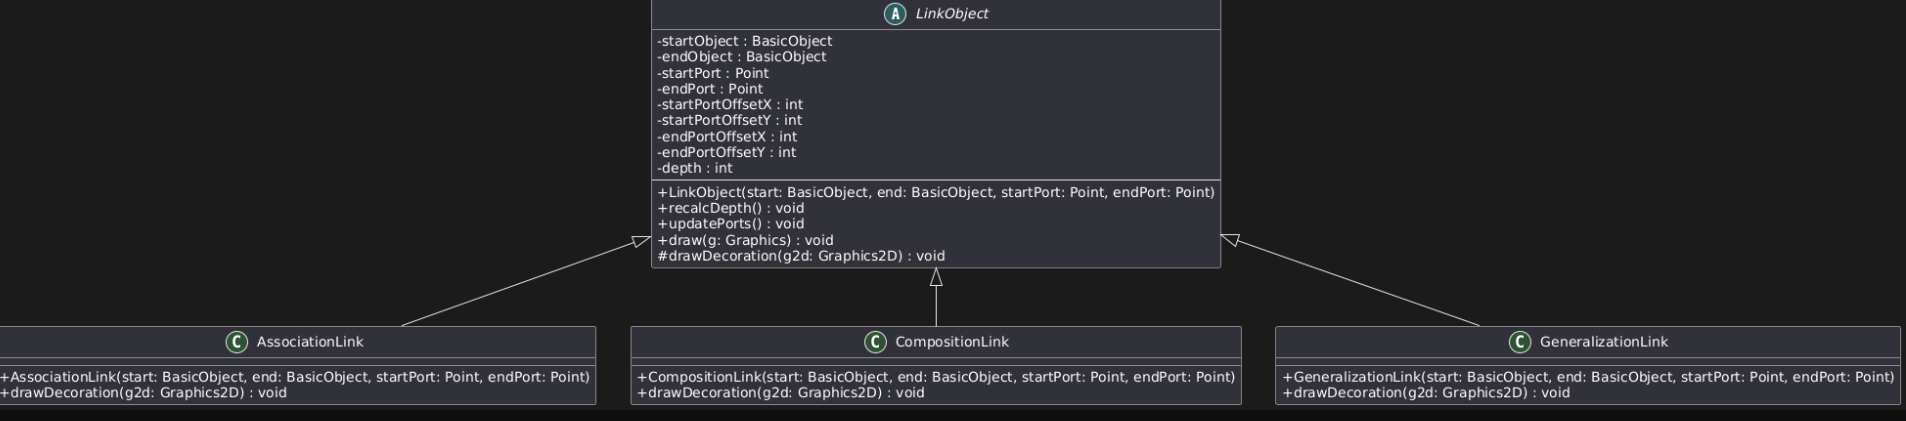 A LinkObject
-startObject : BasicObject
-endObject : BasicObject
-startPort : Point
-endPort : Point
-startPortOffsetX : int
-startPortOffsetY : int
-endPortOffsetX : int
-endPortOffsetY : int
-depth : int
+LinkObject(start: BasicObject, end: BasicObject, startPort: Point, endPort: Point)
+recalcDepth() : void
+updatePorts() : void
+draw(g: Graphics) : void
#drawDecoration(g2d: Graphics2D) : void
C AssociationLink
+AssociationLink(start: BasicObject, end: BasicObject, startPort: Point, endPort: Point)
+drawDecoration(g2d: Graphics2D) : void
C CompositionLink
+CompositionLink(start: BasicObject, end: BasicObject, startPort: Point, endPort: Point)
+drawDecoration(g2d: Graphics2D) : void
C GeneralizationLink
+GeneralizationLink(start: BasicObject, end: BasicObject, startPort: Point, endPort: Point)
+drawDecoration(g2d: Graphics2D) : void